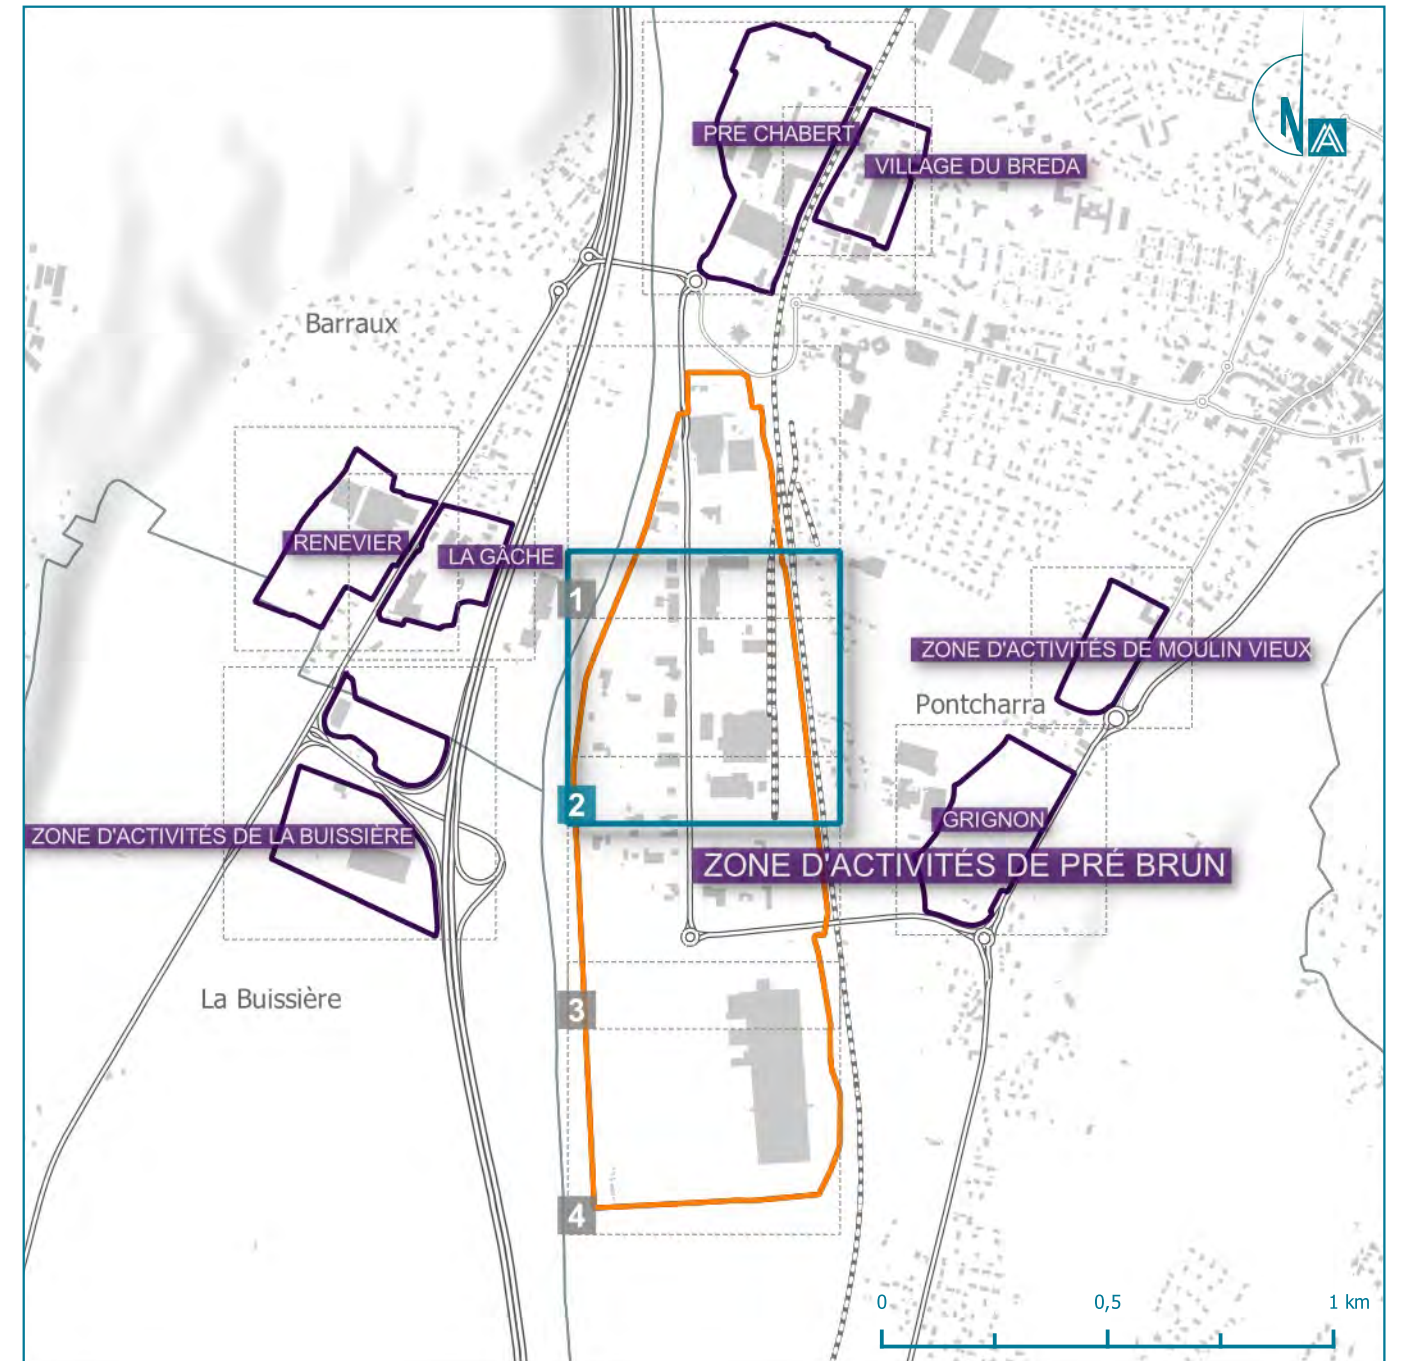 N
PRE CHABERT
VILLAGE DU BREDA
Barraux
RENEVIER
LA GÂCHE
1
ZONE D'ACTIVITÉS DE MOULIN VIEUX
Pontcharra
2
GRIGNON
ZONE D'ACTIVITÉS DE LA BUISSIÈRE
ZONE D'ACTIVITÉS DE PRÉ BRUN
La Buissière
3
4
0 0,5 1 km